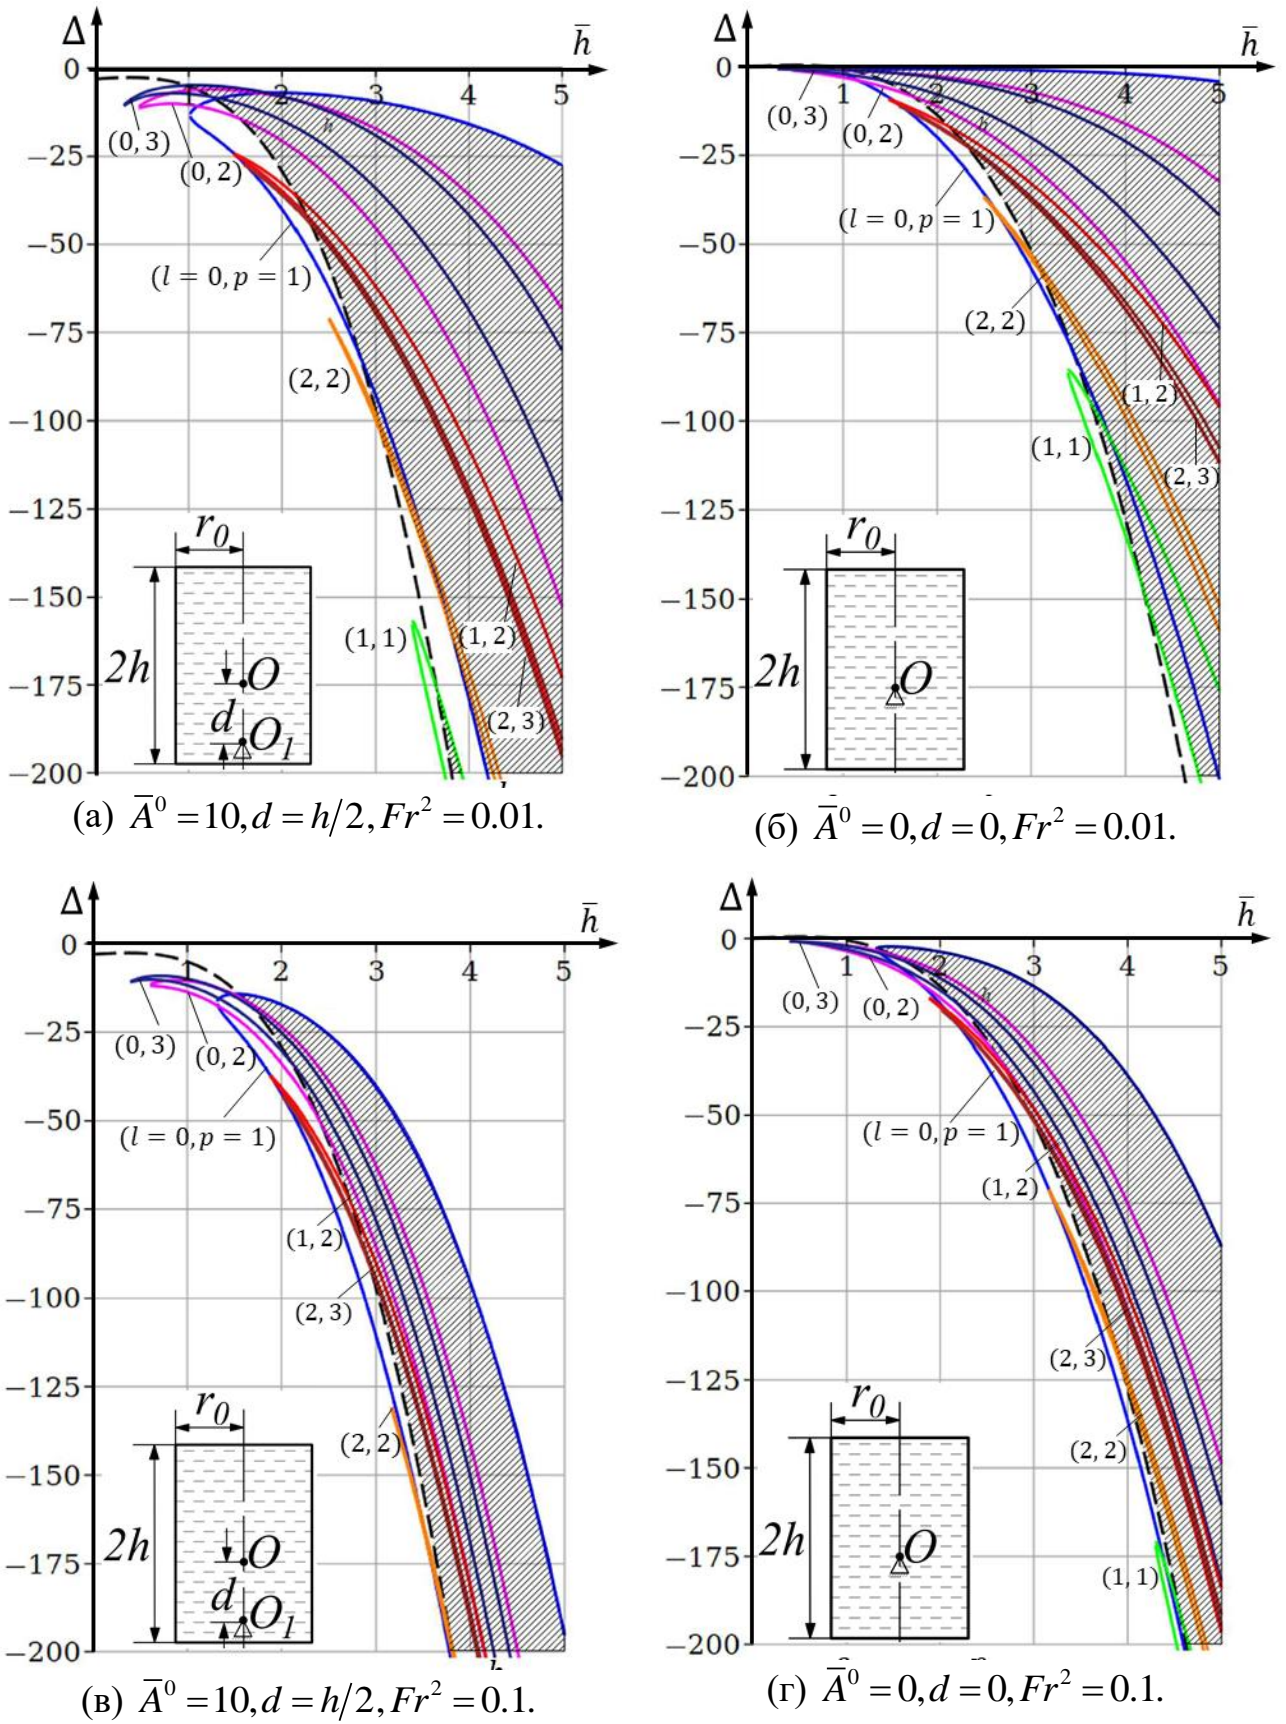 Δ h̄
0
1 2 3 4 5
h
(0, 3)
(0, 2)
−25
−50
(l = 0, p = 1)
−75
(2, 2)
−100
−125
r₀
−150
(1, 1) (1, 2)
2h O
−175
d O₁ (2, 3)
−200
(а) Ā⁰ = 10, d = h/2, Fr² = 0.01.
Δ h̄
0
1 2 3 4 5
(0, 3) (0, 2)
h
−25
(l = 0, p = 1)
−50
(2, 2)
−75
(1, 2)
−100
(1, 1)
(2, 3)
−125
r₀
−150
2h O
−175
−200
(б) Ā⁰ = 0, d = 0, Fr² = 0.01.
Δ h̄
0
1 2 3 4 5
−25
(0, 3) (0, 2)
−50
(l = 0, p = 1)
−75
(1, 2)
−100
(2, 3)
−125
r₀
(2, 2)
−150
2h O
−175
d O₁
−200
(в) Ā⁰ = 10, d = h/2, Fr² = 0.1.
Δ h̄
0
1 2 3 4 5
(0, 3) (0, 2)
h
−25
−50
(l = 0, p = 1)
(1, 2)
−75
−100
(2, 3)
−125
r₀
(2, 2)
−150
2h O
−175
(1, 1)
−200
(г) Ā⁰ = 0, d = 0, Fr² = 0.1.